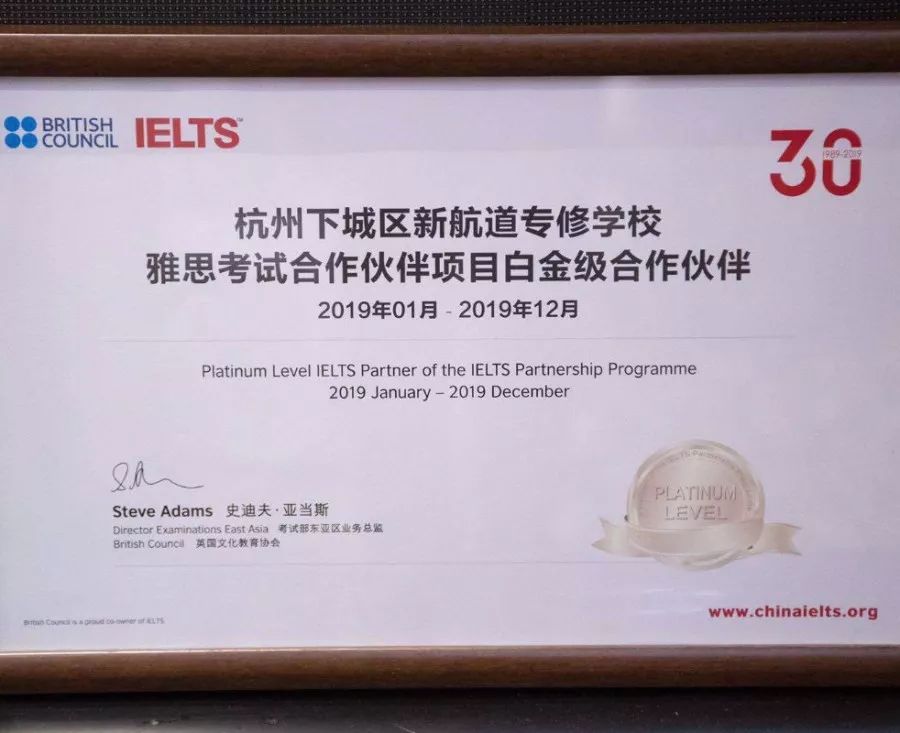 BRITISH
COUNCIL
IELTS™
30
1989-2019
杭州下城区新航道专修学校
雅思考试合作伙伴项目白金级合作伙伴
2019年01月 - 2019年12月
Platinum Level IELTS Partner of the IELTS Partnership Programme
2019 January – 2019 December
Steve Adams 史迪夫·亚当斯
Director Examinations East Asia 考试部东亚区业务总监
British Council 英国文化教育协会
PLATINUM
LEVEL
www.chinaielts.org
British Council is a proud co-owner of IELTS